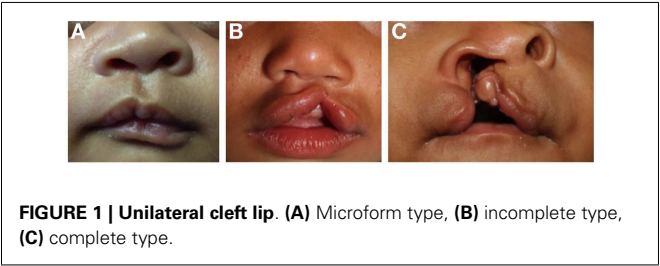 A
B
C
FIGURE 1 | Unilateral cleft lip. (A) Microform type, (B) incomplete type,
(C) complete type.